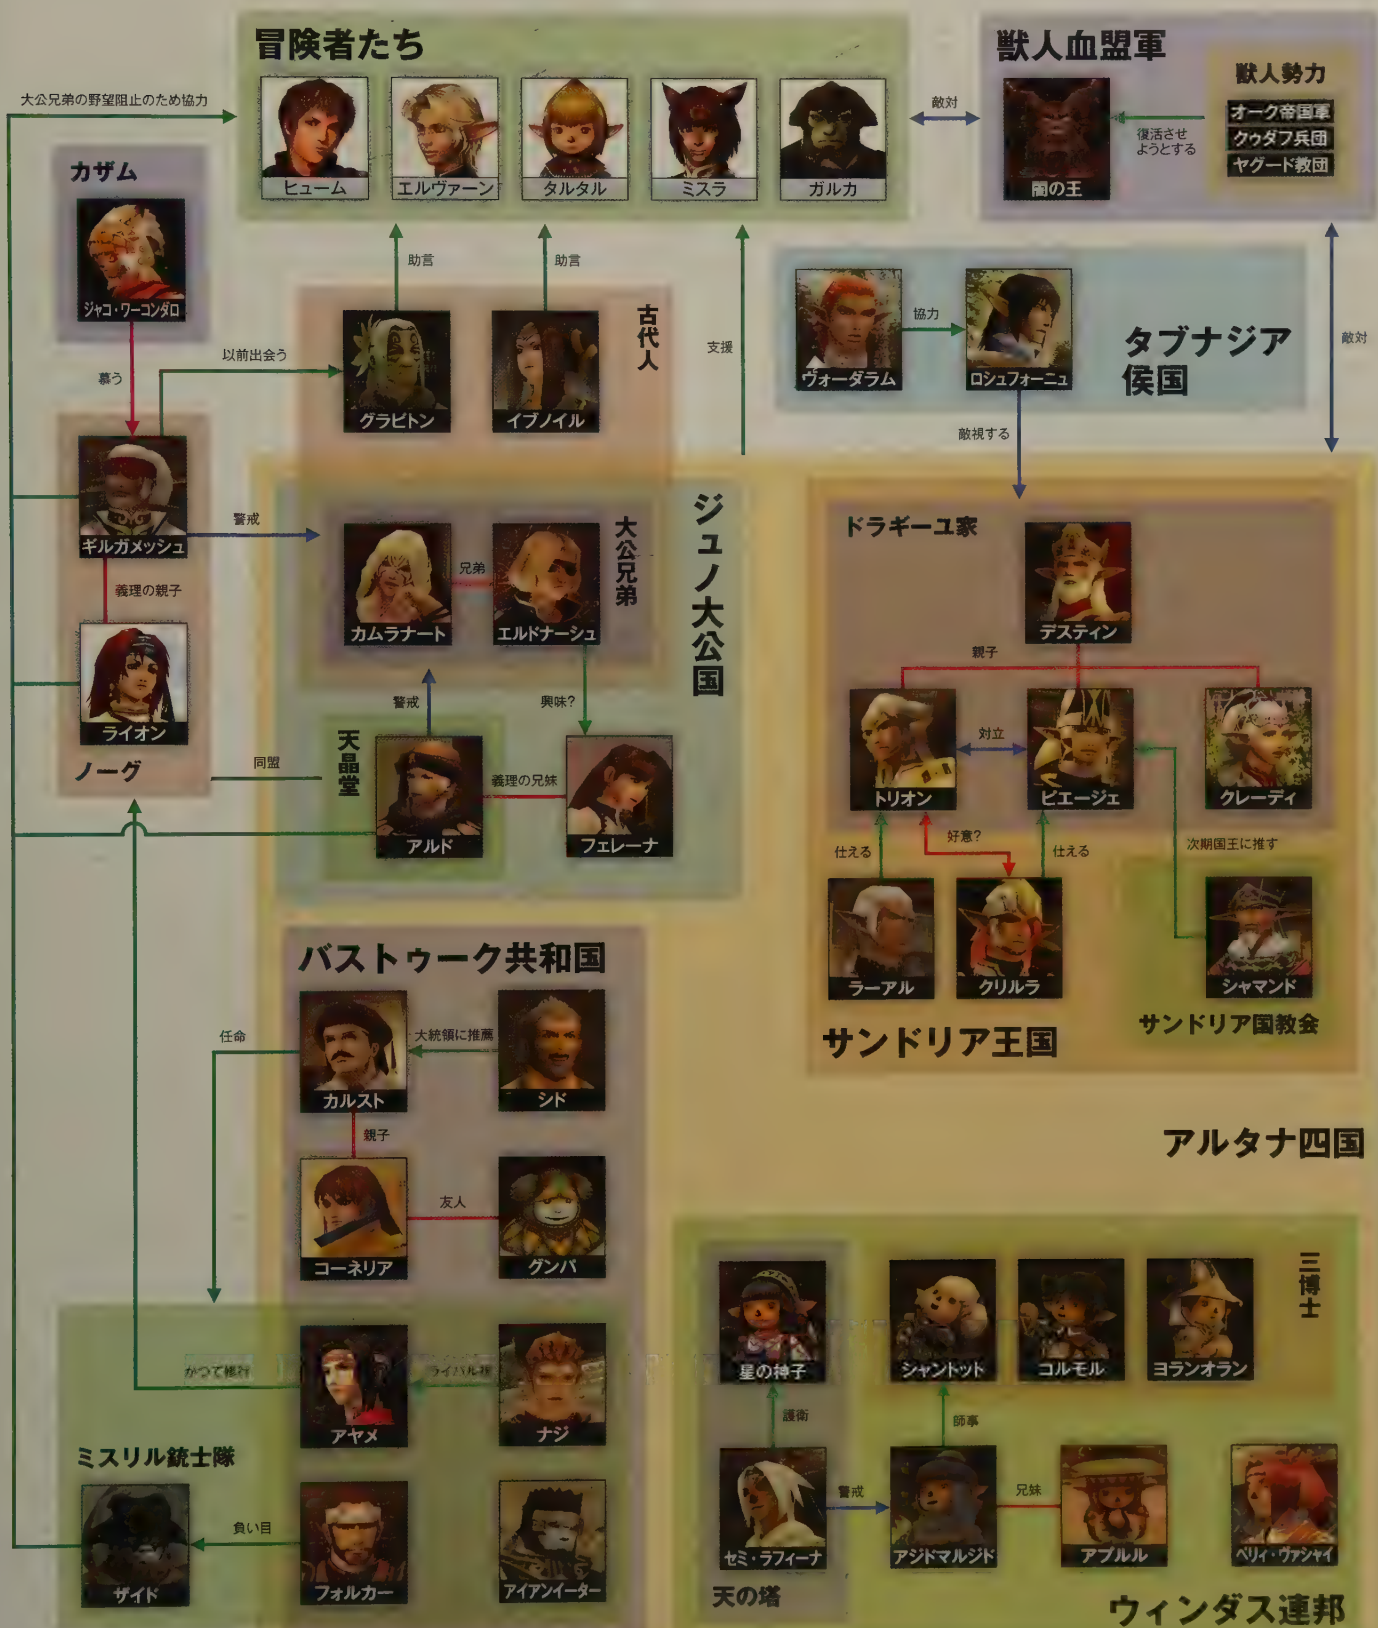 冒険者たち
ヒューム
エルヴァーン
タルタル
ミスラ
ガルカ
敵対
獣人血盟軍
闇の王
復活させ
ようとする
獣人勢力
オーク帝国軍
クゥダフ兵団
ヤグード教団
大公兄弟の野望阻止のため協力
カザム
ジャコ・ワーコンダロ
慕う
以前出会う
助言
助言
古代人
グラビトン
イブノイル
支援
ヴォーダラム
協力
ロシュフォーニュ
タブナジア
侯国
敵視する
敵対
ギルガメッシュ
義理の親子
ライオン
ノーグ
警戒
同盟
ジュノ大公国
大公兄弟
カムラナート
兄弟
エルドナーシュ
警戒
興味?
天晶堂
アルド
義理の兄妹
フェレーナ
ドラギーユ家
デスティン
親子
トリオン
対立
ピエージェ
クレーディ
仕える
好意?
仕える
次期国王に推す
ラーアル
クリルラ
シャマンド
サンドリア国教会
サンドリア王国
アルタナ四国
バストゥーク共和国
カルスト
大統領に推薦
シド
任命
親子
コーネリア
友人
グンパ
かつて修行
アヤメ
ライバル視
ナジ
ミスリル銃士隊
ザイド
負い目
フォルカー
アイアンイーター
星の神子
シャントット
コルモル
ヨランオラン
三博士
護衛
師事
セミ・ラフィーナ
警戒
アジドマルジド
兄妹
アプルル
ペリィ・ヴァシャイ
天の塔
ウィンダス連邦